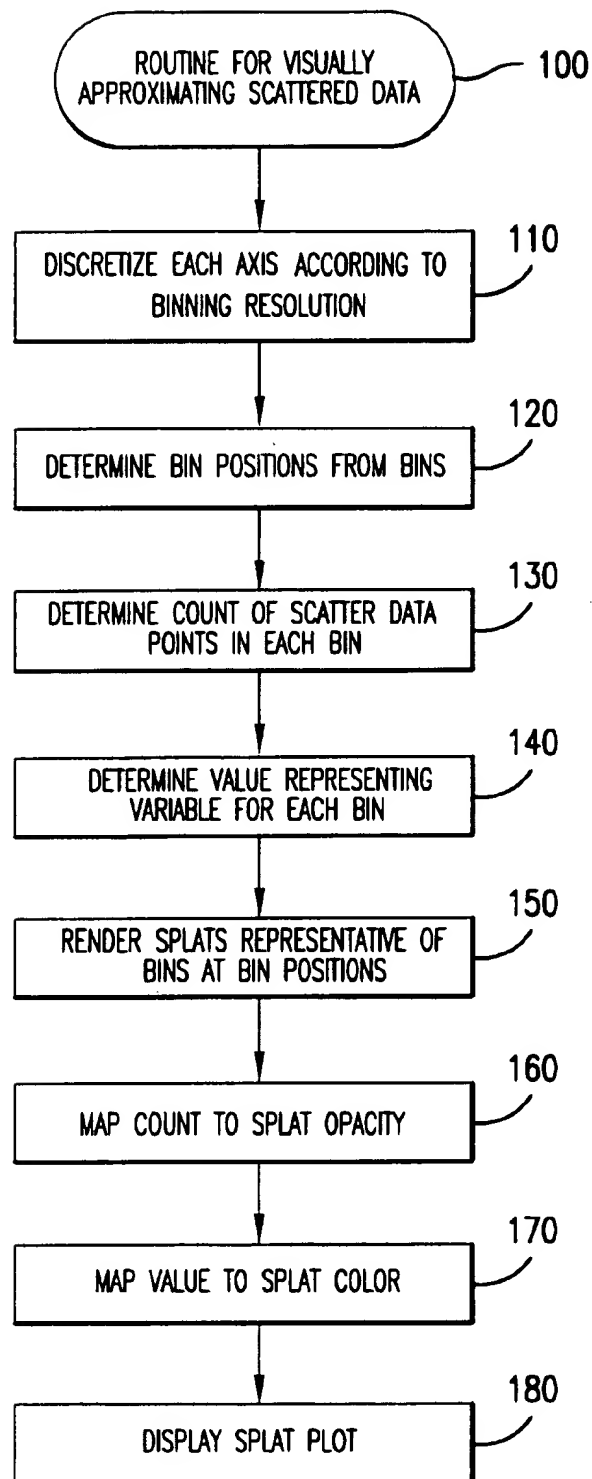 ROUTINE FOR VISUALLY
APPROXIMATING SCATTERED DATA
100
DISCRETIZE EACH AXIS ACCORDING TO
BINNING RESOLUTION
110
DETERMINE BIN POSITIONS FROM BINS
120
DETERMINE COUNT OF SCATTER DATA
POINTS IN EACH BIN
130
DETERMINE VALUE REPRESENTING
VARIABLE FOR EACH BIN
140
RENDER SPLATS REPRESENTATIVE OF
BINS AT BIN POSITIONS
150
MAP COUNT TO SPLAT OPACITY
160
MAP VALUE TO SPLAT COLOR
170
DISPLAY SPLAT PLOT
180